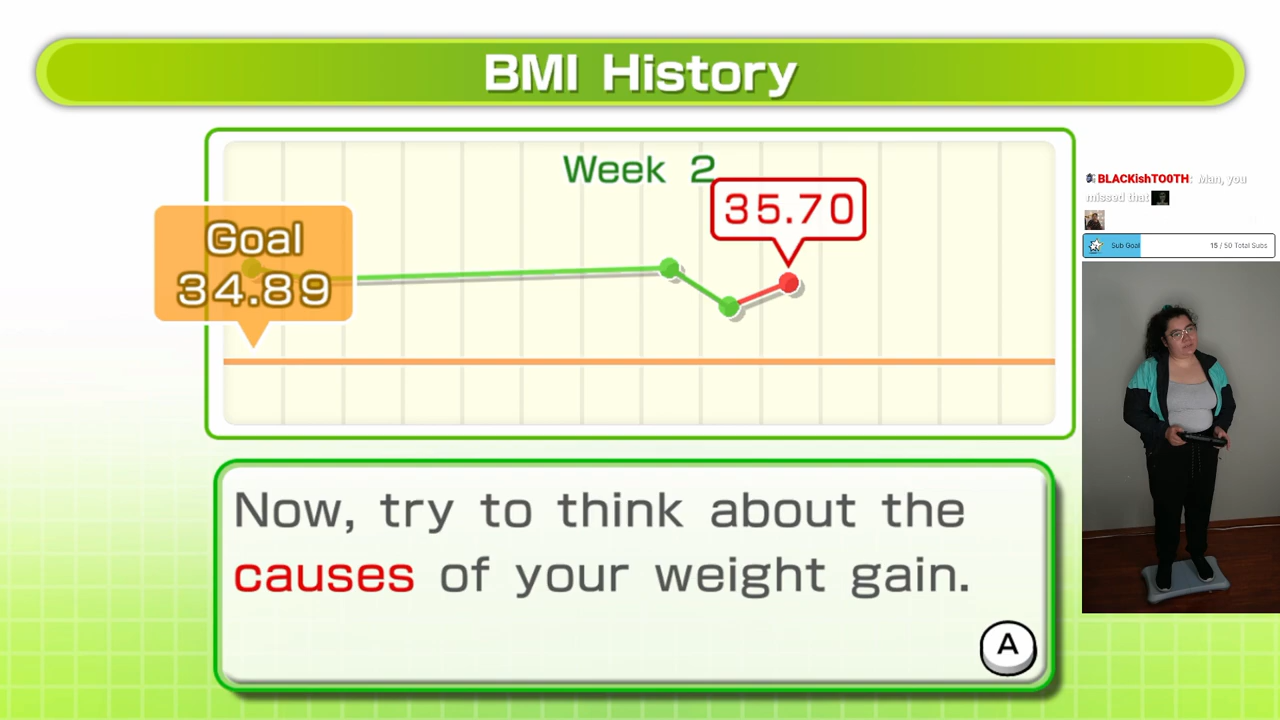 BMI History
Week 2
35.70
Goal
34.89
Now, try to think about the
causes of your weight gain.
A
BLACKishTO0TH: Man, you
missed that
Sub Goal
15 / 50 Total Subs